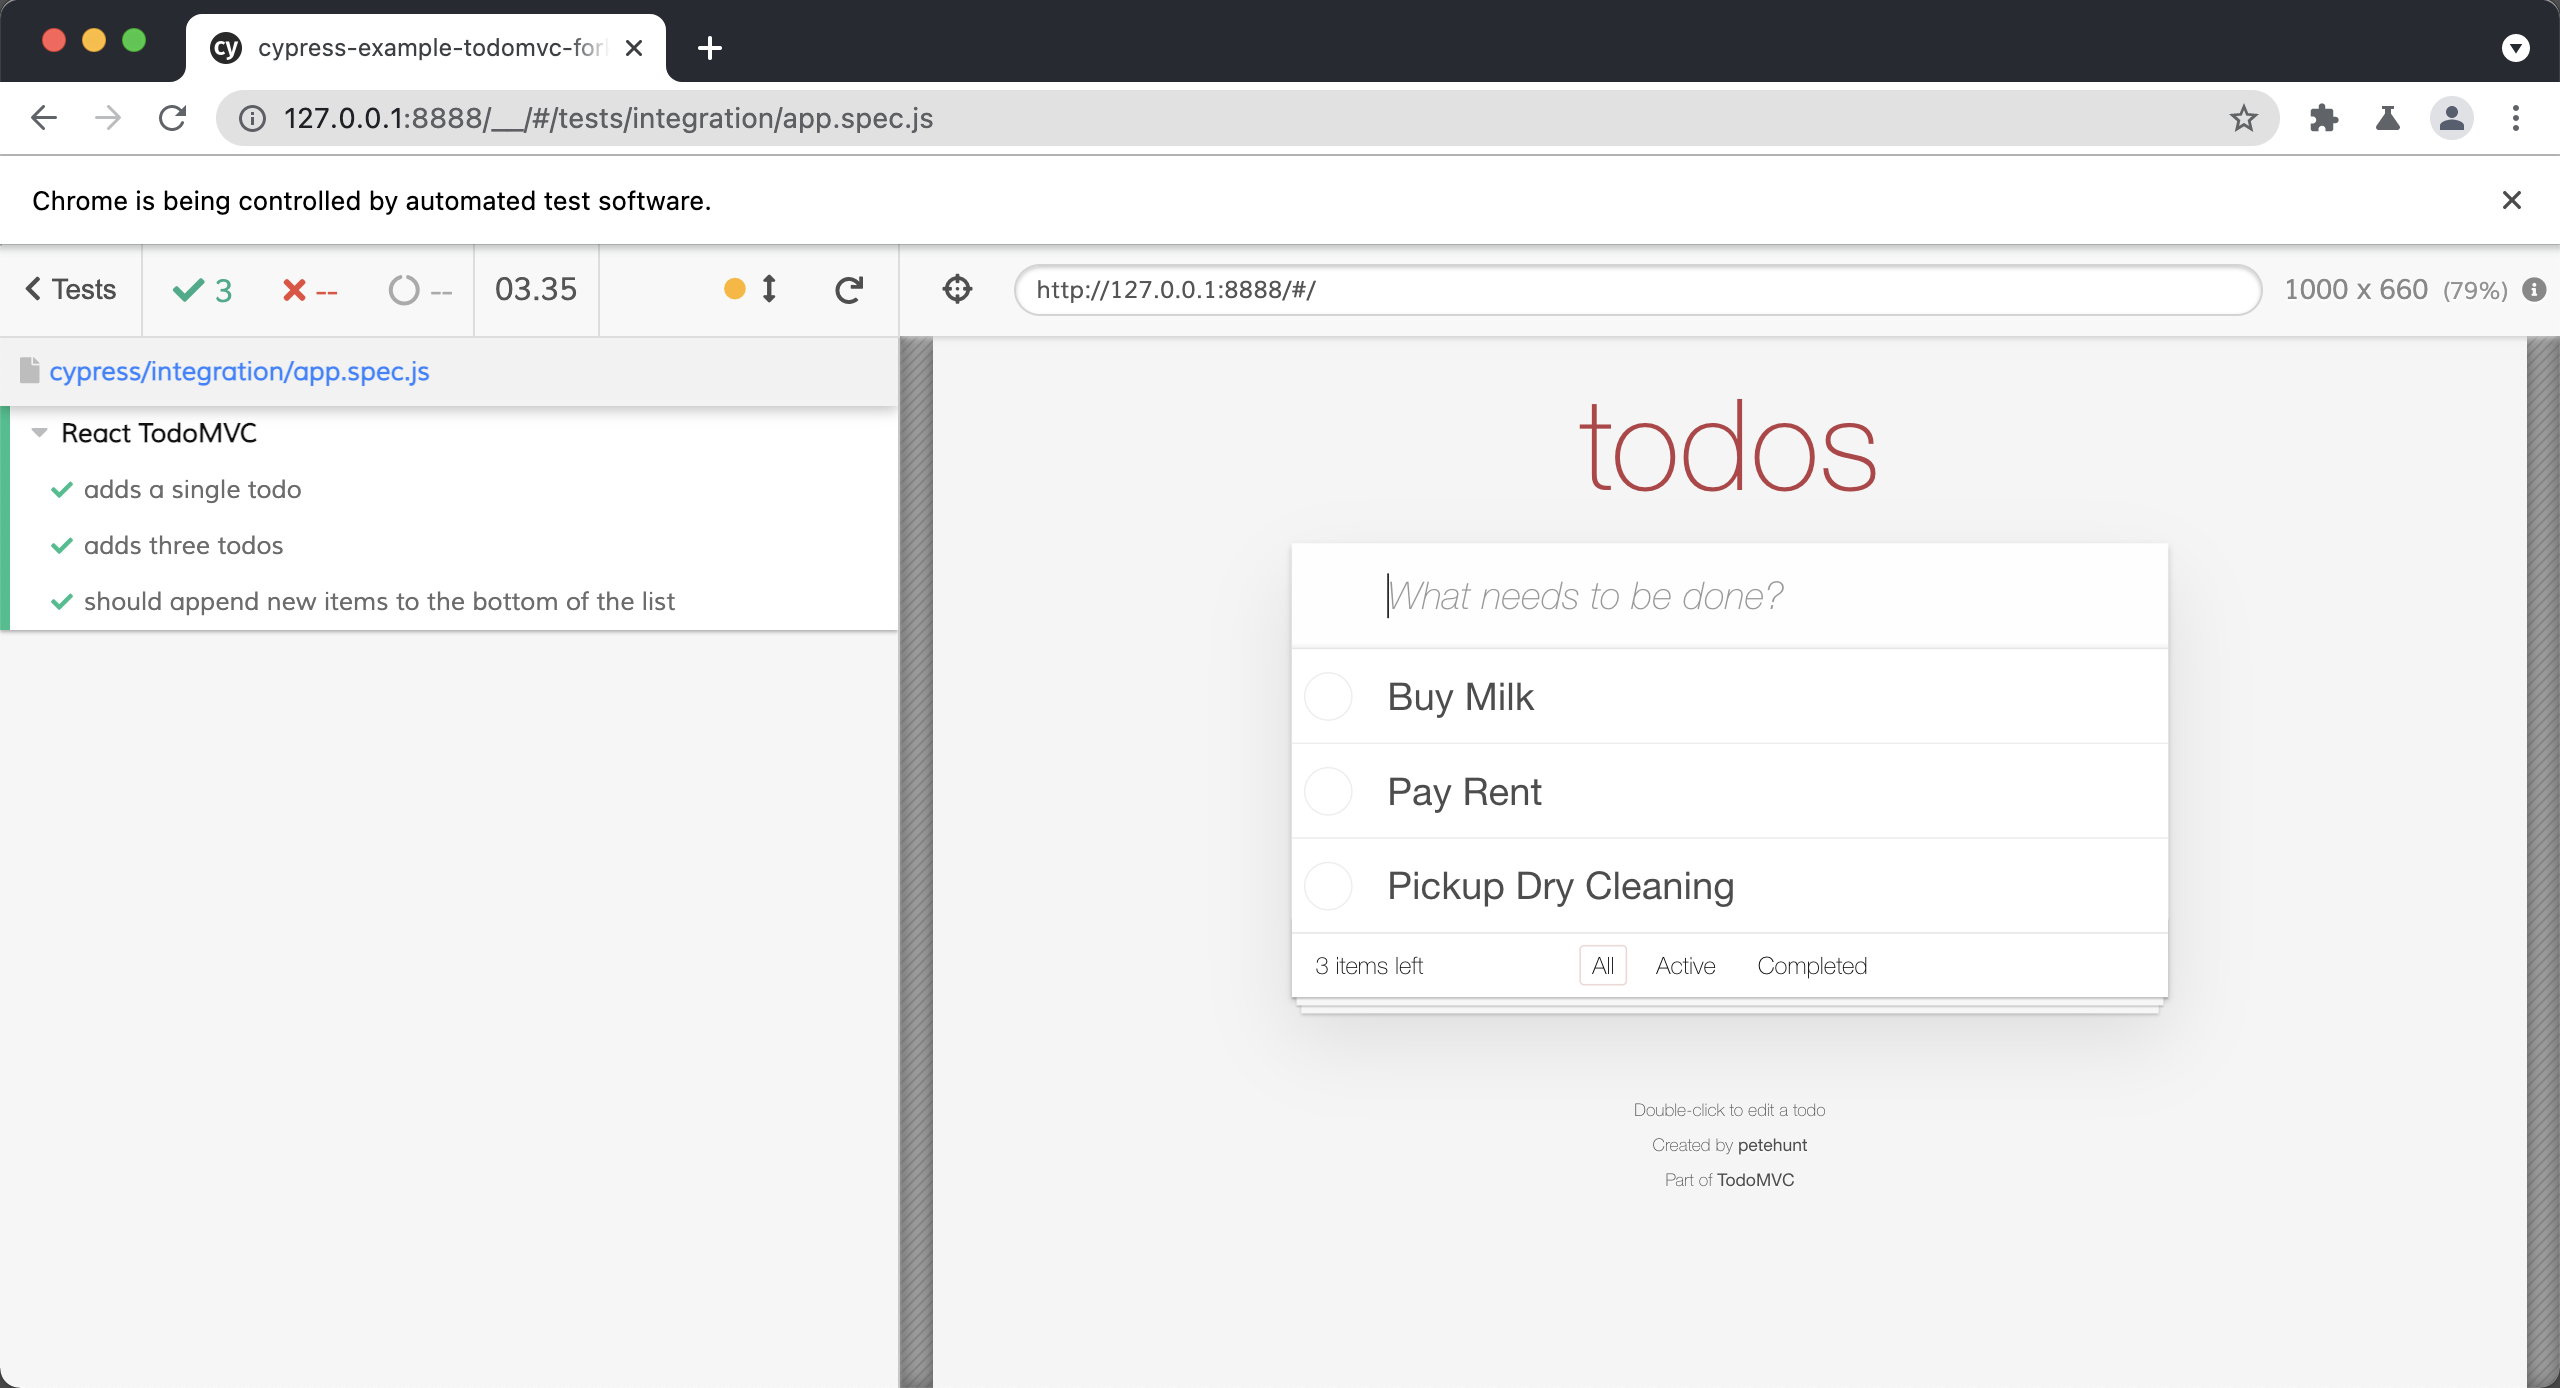 cy cypress-example-todomvc-for
127.0.0.1:8888/__/#/tests/integration/app.spec.js
Chrome is being controlled by automated test software.
Tests 3 -- -- 03.35 http://127.0.0.1:8888/#/ 1000 x 660 (79%)
cypress/integration/app.spec.js
React TodoMVC
adds a single todo
adds three todos
should append new items to the bottom of the list
todos
What needs to be done?
Buy Milk
Pay Rent
Pickup Dry Cleaning
3 items left All Active Completed
Double-click to edit a todo
Created by petehunt
Part of TodoMVC